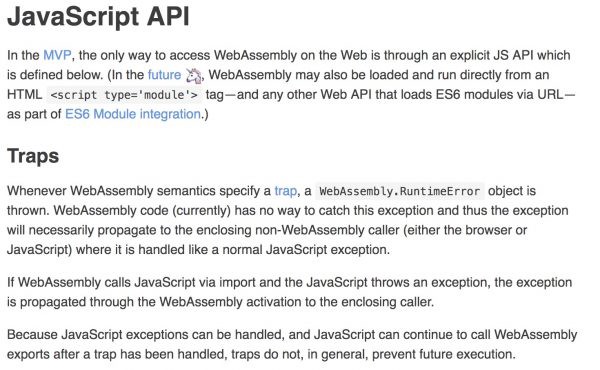 JavaScript API
In the MVP, the only way to access WebAssembly on the Web is through an explicit JS API which
is defined below. (In the future 🦄, WebAssembly may also be loaded and run directly from an
HTML <script type='module'> tag—and any other Web API that loads ES6 modules via URL—
as part of ES6 Module integration.)
Traps
Whenever WebAssembly semantics specify a trap, a WebAssembly.RuntimeError object is
thrown. WebAssembly code (currently) has no way to catch this exception and thus the exception
will necessarily propagate to the enclosing non-WebAssembly caller (either the browser or
JavaScript) where it is handled like a normal JavaScript exception.
If WebAssembly calls JavaScript via import and the JavaScript throws an exception, the exception
is propagated through the WebAssembly activation to the enclosing caller.
Because JavaScript exceptions can be handled, and JavaScript can continue to call WebAssembly
exports after a trap has been handled, traps do not, in general, prevent future execution.